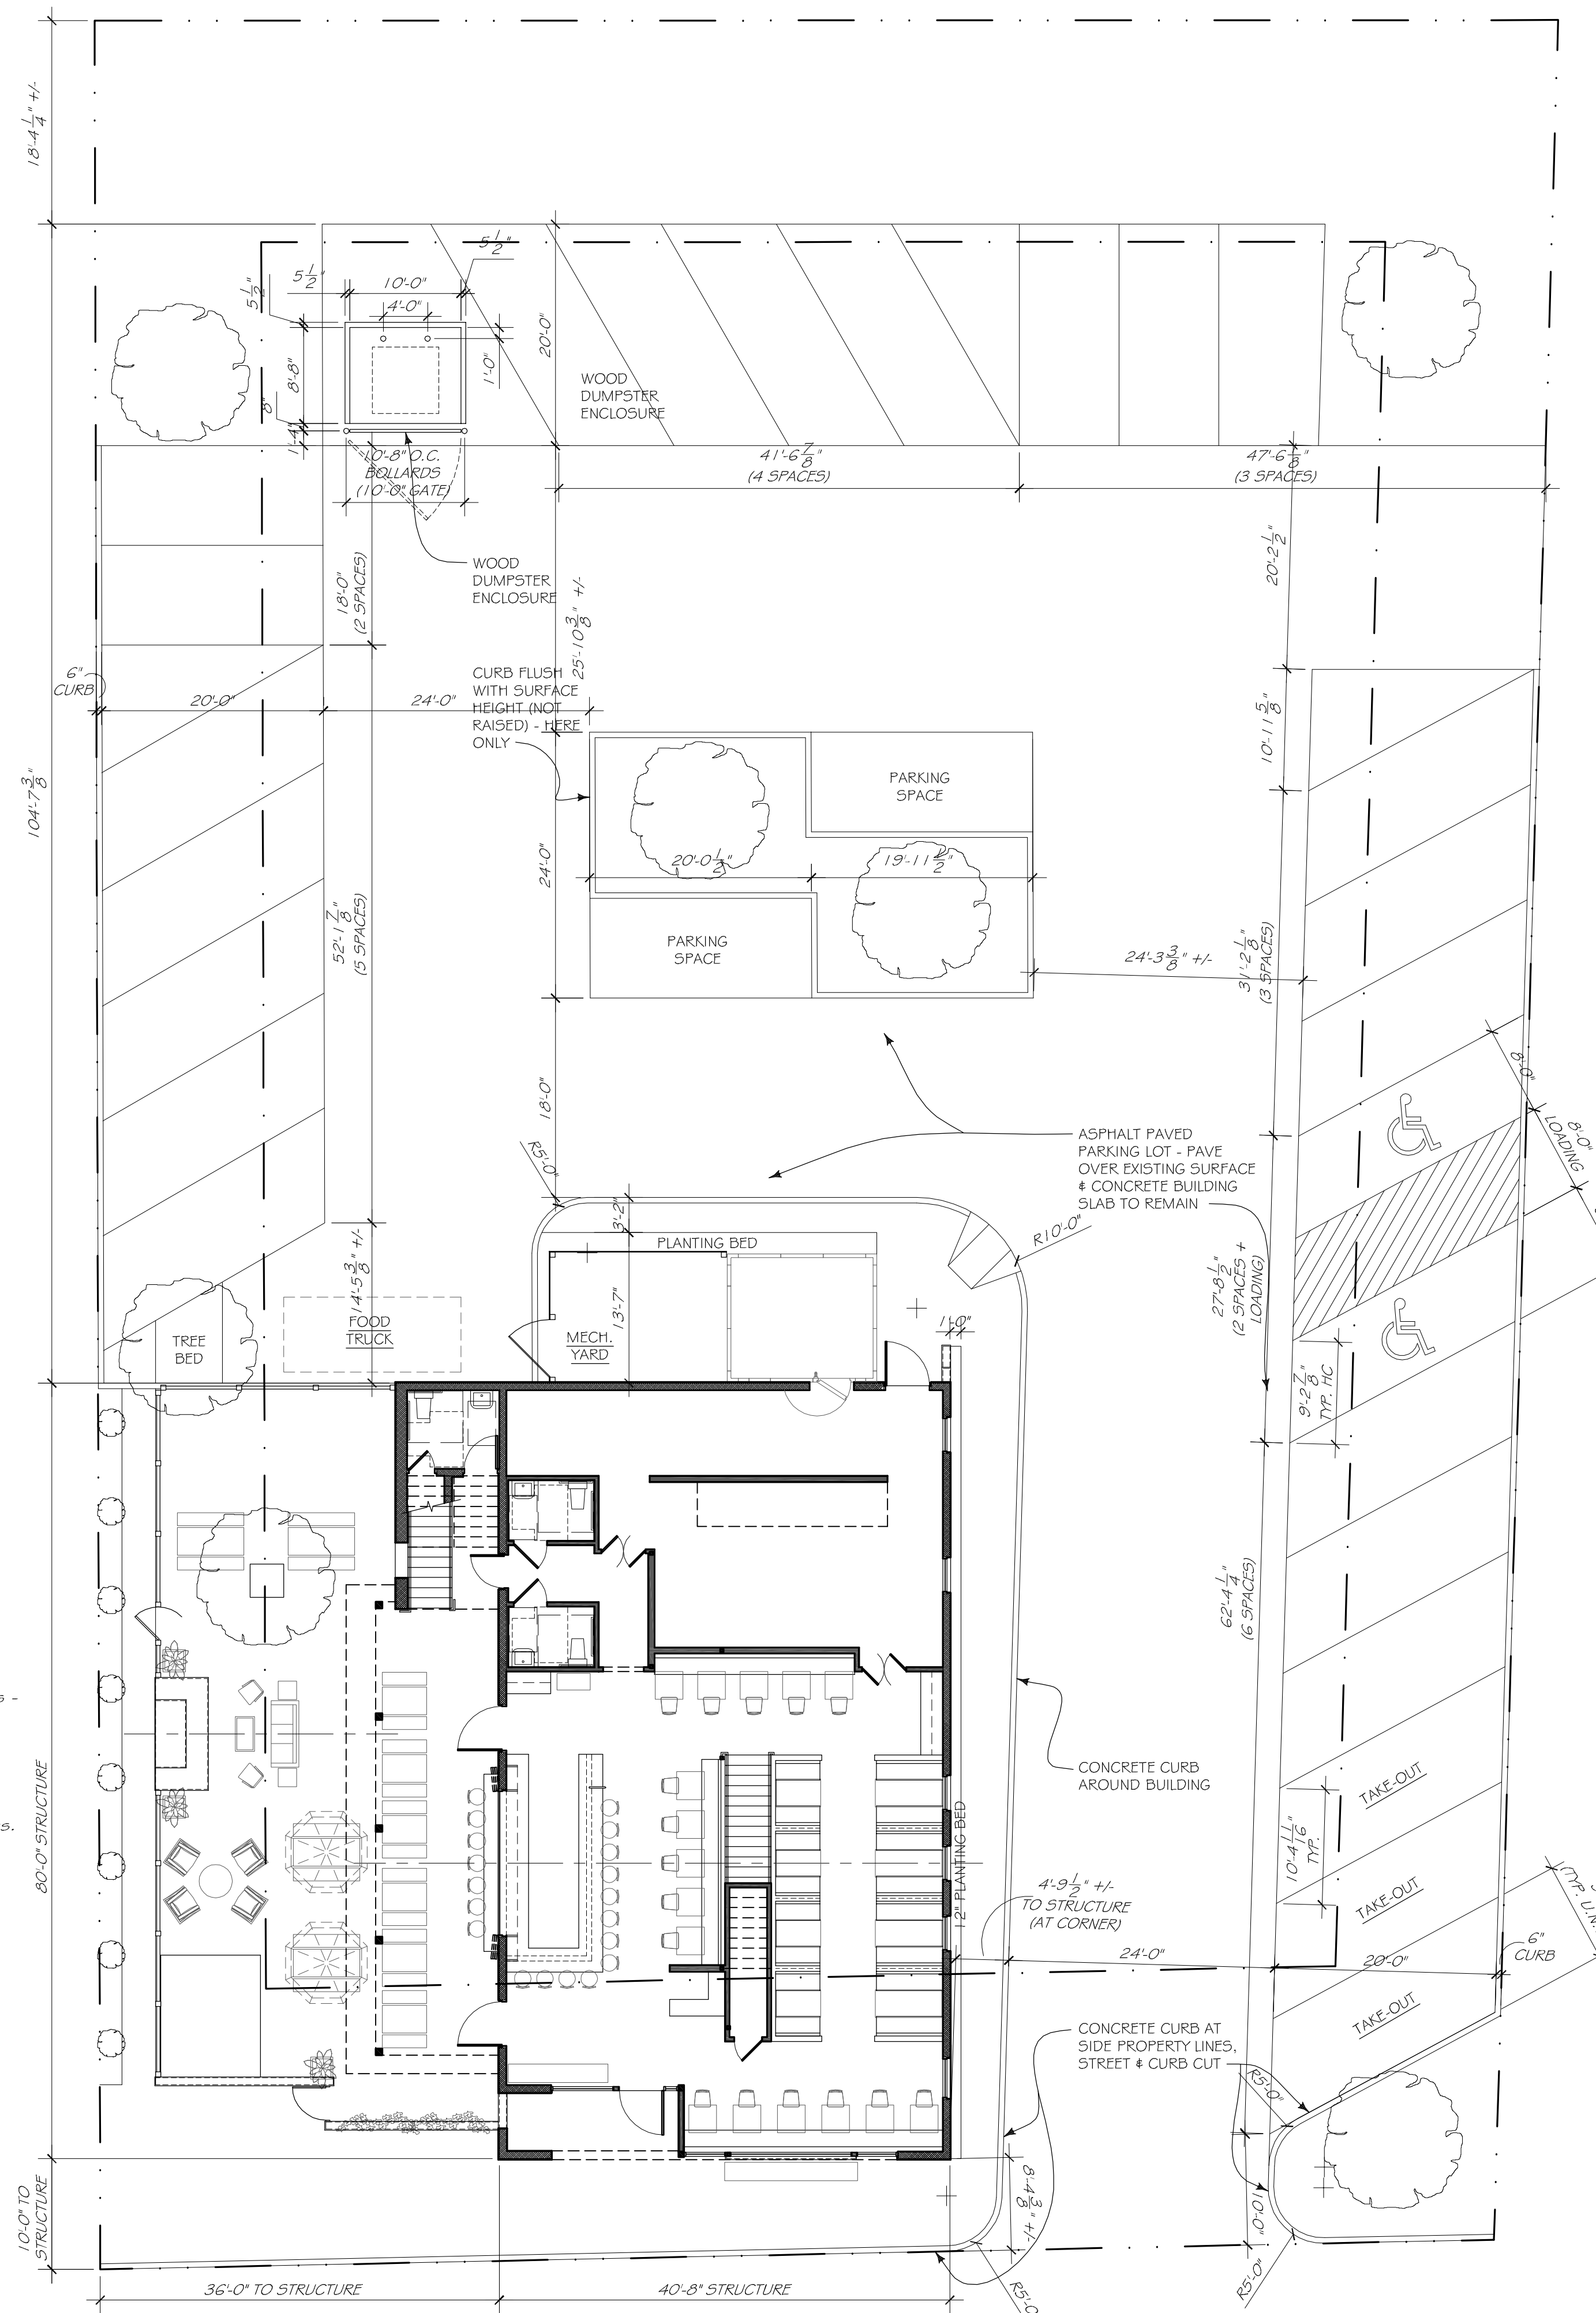 18'-4 1/4" +/-
5 1/2"
5 1/2"
10'-0"
5 1/2"
4'-0"
20'-0"
8'-8"
1'-0"
8"
1'-4"
WOOD
DUMPSTER
ENCLOSURE
10'-8" O.C.
BOLLARDS
(10'-0" GATE)
41'-6 7/8"
(4 SPACES)
47'-6 7/8"
(3 SPACES)
WOOD
DUMPSTER
ENCLOSURE
18'-0"
(2 SPACES)
25'-10 3/8" +/-
20'-2 1/2"
6"
CURB
20'-0"
24'-0"
CURB FLUSH
WITH SURFACE
HEIGHT (NOT
RAISED) - HERE
ONLY
10'-11 5/8"
104'-7 3/8"
PARKING
SPACE
24'-0"
20'-0 1/2"
19'-11 1/2"
52'-1 7/8"
(5 SPACES)
PARKING
SPACE
24'-3 3/8" +/-
31'-2 1/8"
(3 SPACES)
18'-0"
8'-0"
8'-0"
LOADING
R5'-0"
ASPHALT PAVED
PARKING LOT - PAVE
OVER EXISTING SURFACE
& CONCRETE BUILDING
SLAB TO REMAIN
3'-2"
PLANTING BED
R10'-0"
14'-5 3/8" +/-
27'-8 1/2"
(2 SPACES +
LOADING)
FOOD
TRUCK
13'-7"
1'-0"
TREE
BED
MECH.
YARD
9'-2 7/8"
TYP. HC
62'-4 1/4"
(6 SPACES)
S -
CONCRETE CURB
AROUND BUILDING
TAKE-OUT
80'-0" STRUCTURE
S.
12" PLANTING BED
10'-4 11/16"
TYP.
4'-9 1/2" +/-
TO STRUCTURE
(AT CORNER)
TAKE-OUT
(TYP. U.N.
24'-0"
20'-0"
6"
CURB
TAKE-OUT
CONCRETE CURB AT
SIDE PROPERTY LINES,
STREET & CURB CUT
R5'-0"
10'-0" TO
STRUCTURE
8'-4 3/8" +/-
10'-0"
R5'-0"
R5'-0
36'-0" TO STRUCTURE
40'-8" STRUCTURE